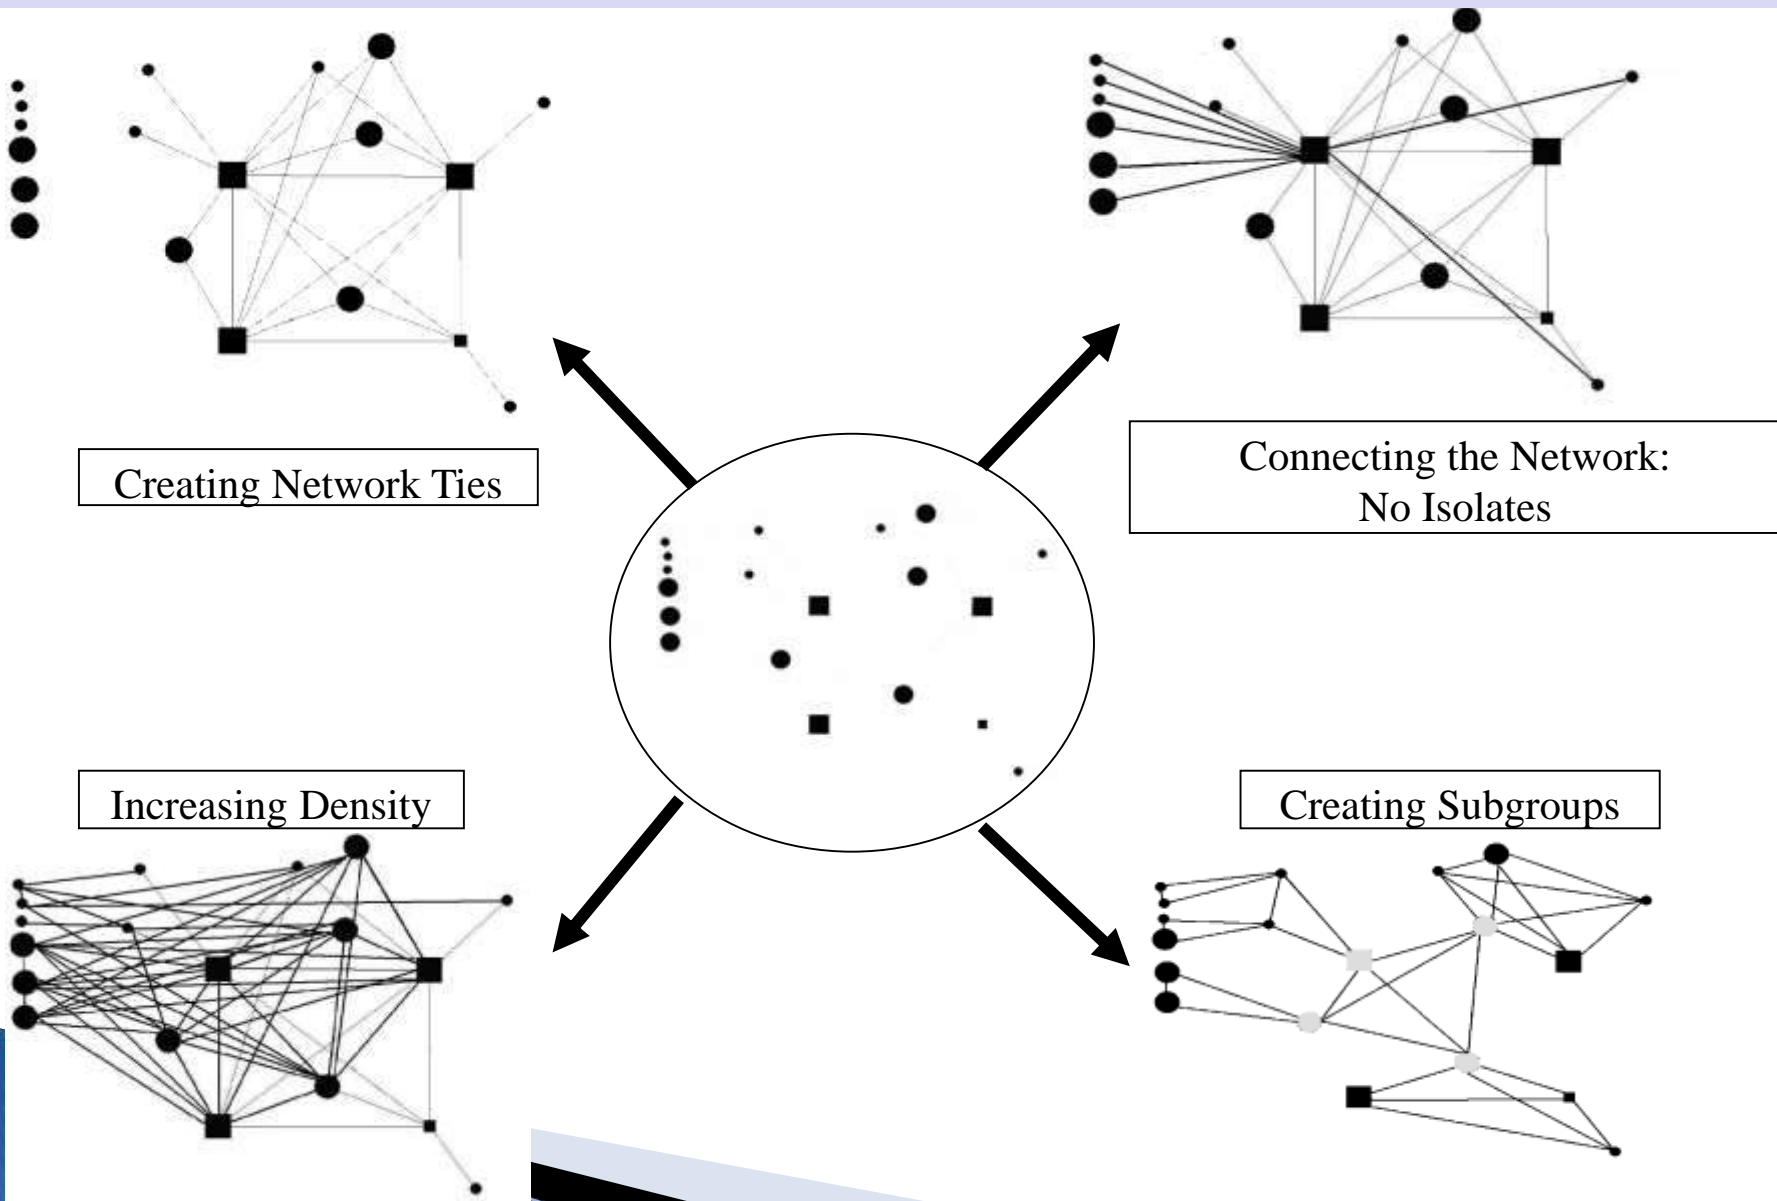 Creating Network Ties
Connecting the Network:
No Isolates
Increasing Density
Creating Subgroups